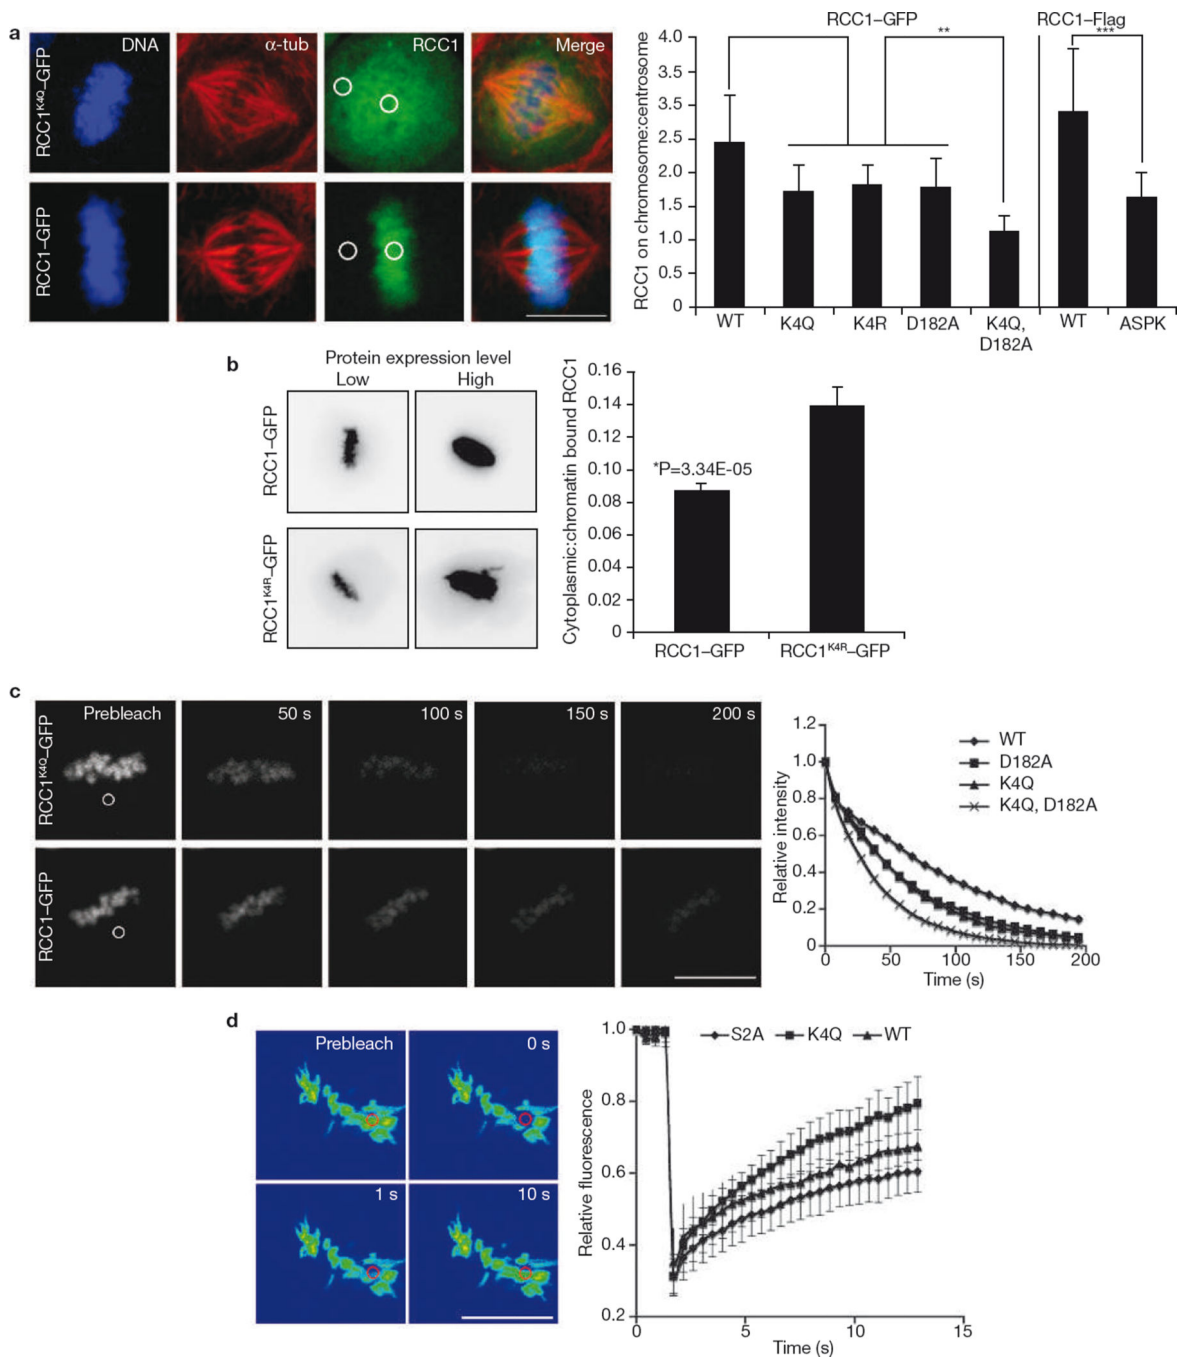 a
DNA
α-tub
RCC1
Merge
RCC1K4Q–GFP
RCC1–GFP
RCC1–GFP
RCC1–Flag
**
***
RCC1 on chromosome:centrosome
4.0
3.5
3.0
2.5
2.0
1.5
1.0
0.5
0
WT
K4Q
K4R
D182A
K4Q,
D182A
WT
ASPK
b
Protein expression level
Low
High
RCC1–GFP
RCC1K4R–GFP
Cytoplasmic:chromatin bound RCC1
0.16
0.14
0.12
0.10
0.08
0.06
0.04
0.02
0
*P=3.34E-05
RCC1–GFP
RCC1K4R–GFP
c
Prebleach
50 s
100 s
150 s
200 s
RCC1K4Q–GFP
RCC1–GFP
Relative intensity
1.2
1.0
0.8
0.6
0.4
0.2
0
0
50
100
150
200
Time (s)
WT
D182A
K4Q
K4Q, D182A
d
Prebleach
0 s
1 s
10 s
Relative fluorescence
1.0
0.8
0.6
0.4
0.2
S2A
K4Q
WT
0
5
10
15
Time (s)